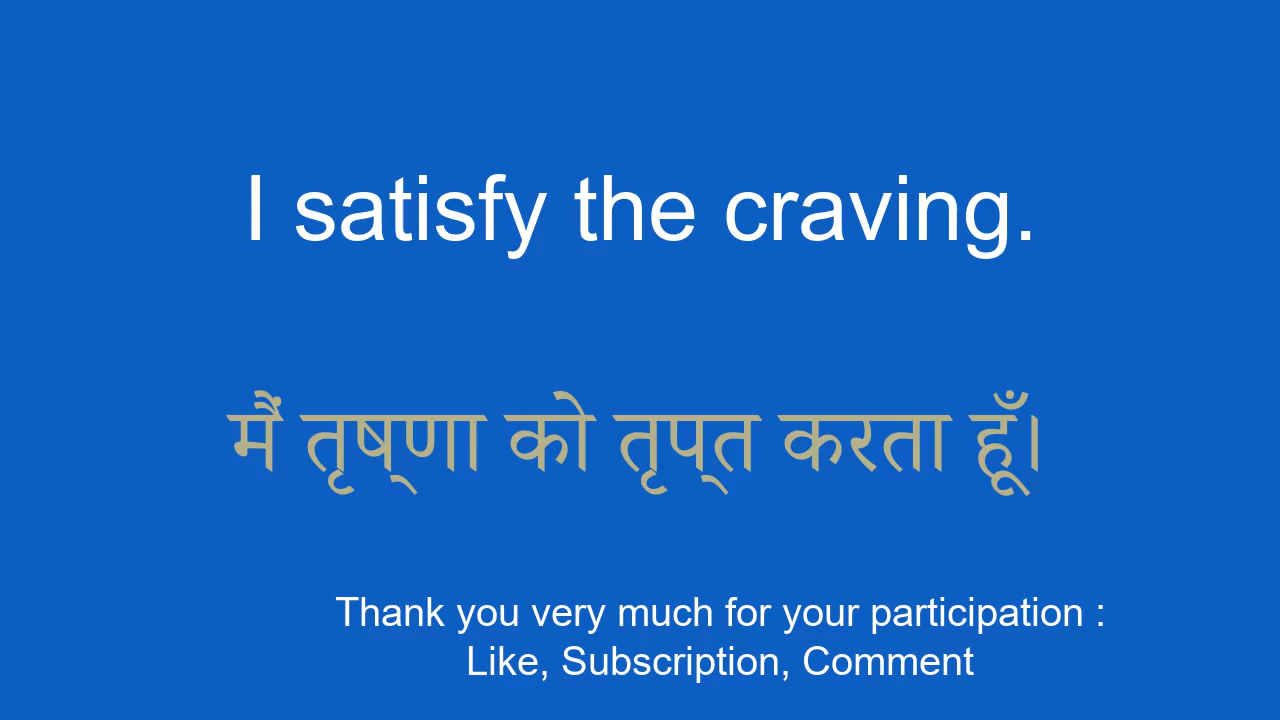 I satisfy the craving.
मैं तृष्णा को तृप्त करता हूँ।
Thank you very much for your participation :
Like, Subscription, Comment